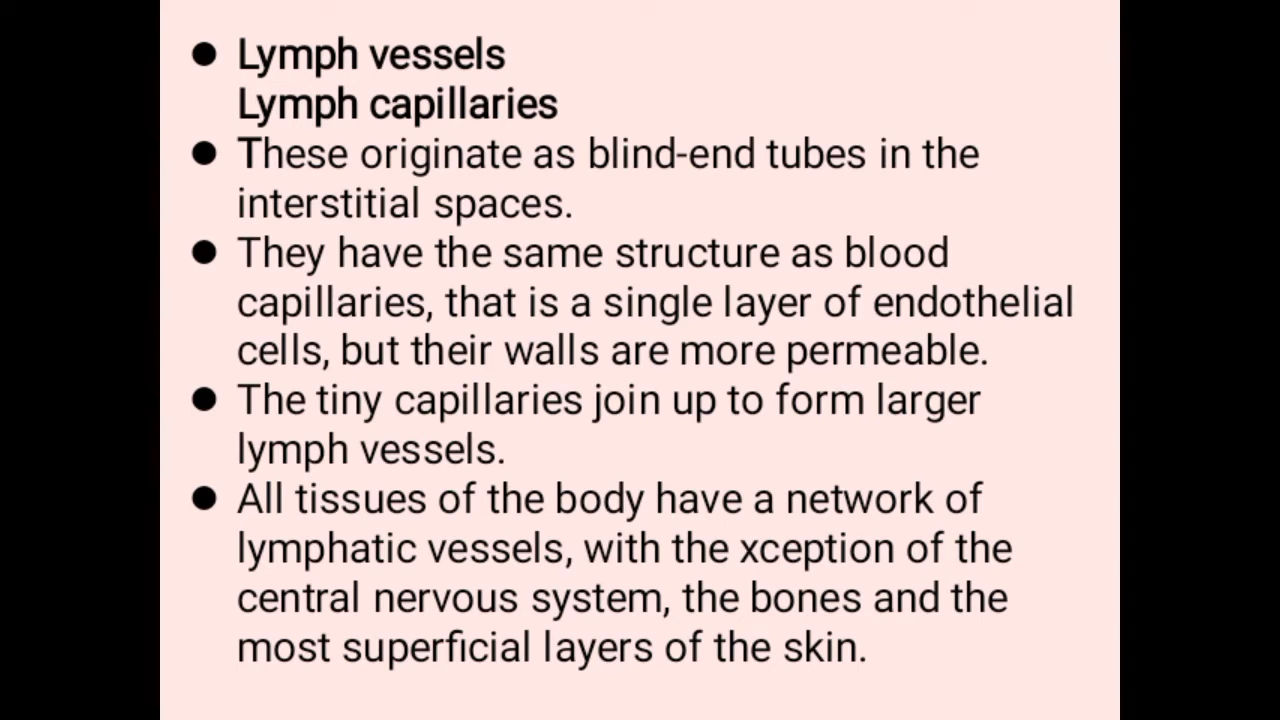 ● Lymph vessels
Lymph capillaries
● These originate as blind-end tubes in the
interstitial spaces.
● They have the same structure as blood
capillaries, that is a single layer of endothelial
cells, but their walls are more permeable.
● The tiny capillaries join up to form larger
lymph vessels.
● All tissues of the body have a network of
lymphatic vessels, with the xception of the
central nervous system, the bones and the
most superficial layers of the skin.